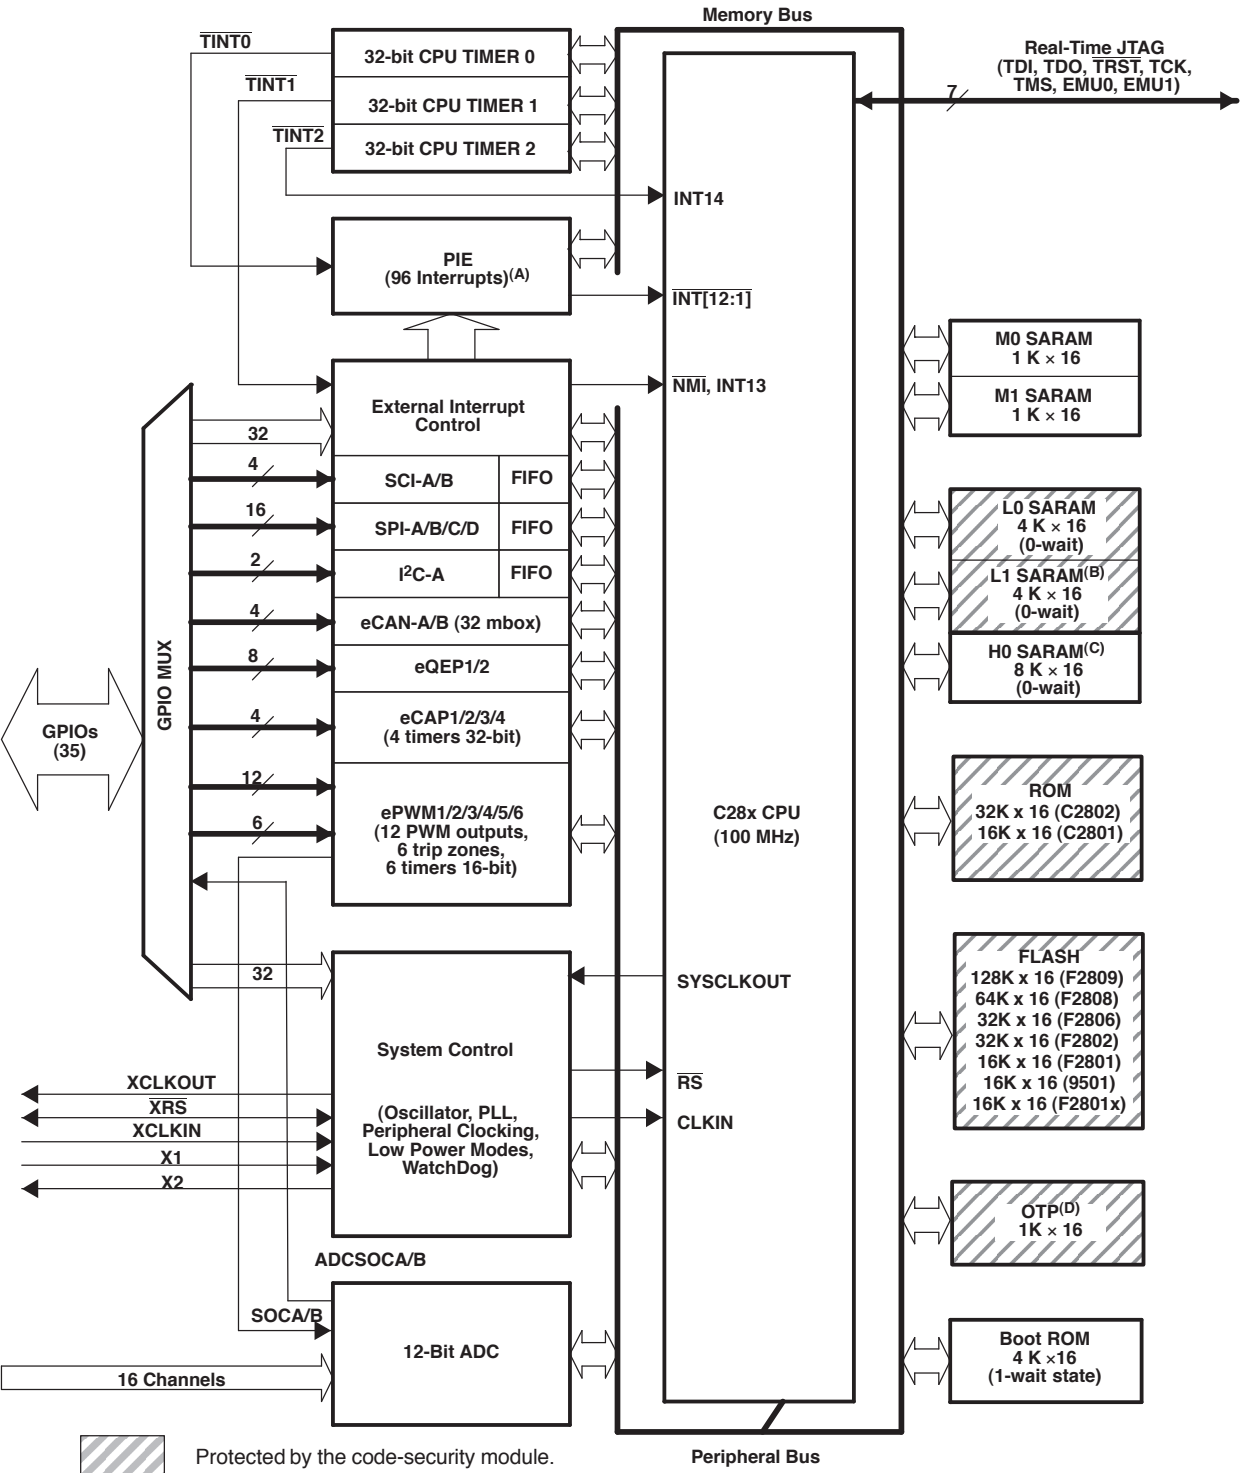 Memory Bus
TINT0
32-bit CPU TIMER 0
TINT1
32-bit CPU TIMER 1
TINT2
32-bit CPU TIMER 2
Real-Time JTAG
(TDI, TDO, TRST, TCK,
TMS, EMU0, EMU1)
7
INT14
PIE
(96 Interrupts)(A)
INT[12:1]
M0 SARAM
1 K × 16
M1 SARAM
1 K × 16
External Interrupt
Control
NMI, INT13
32
4
SCI-A/B
FIFO
16
SPI-A/B/C/D
FIFO
2
I2C-A
FIFO
4
eCAN-A/B (32 mbox)
8
eQEP1/2
4
eCAP1/2/3/4
(4 timers 32-bit)
12
6
ePWM1/2/3/4/5/6
(12 PWM outputs,
6 trip zones,
6 timers 16-bit)
GPIO MUX
GPIOs
(35)
L0 SARAM
4 K × 16
(0-wait)
L1 SARAM(B)
4 K × 16
(0-wait)
H0 SARAM(C)
8 K × 16
(0-wait)
C28x CPU
(100 MHz)
ROM
32K x 16 (C2802)
16K x 16 (C2801)
32
System Control
(Oscillator, PLL,
Peripheral Clocking,
Low Power Modes,
WatchDog)
SYSCLKOUT
RS
CLKIN
XCLKOUT
XRS
XCLKIN
X1
X2
FLASH
128K x 16 (F2809)
64K x 16 (F2808)
32K x 16 (F2806)
32K x 16 (F2802)
16K x 16 (F2801)
16K x 16 (9501)
16K x 16 (F2801x)
OTP(D)
1K × 16
ADCSOCA/B
SOCA/B
12-Bit ADC
16 Channels
Boot ROM
4 K ×16
(1-wait state)
Protected by the code-security module.
Peripheral Bus